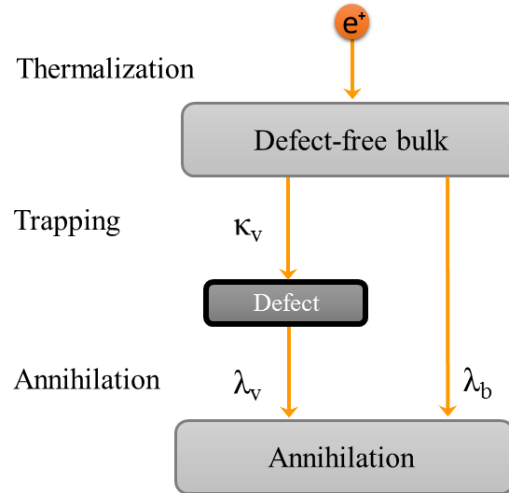 e⁺
Thermalization
Defect-free bulk
Trapping
κᵥ
Defect
Annihilation
λᵥ
λb
Annihilation